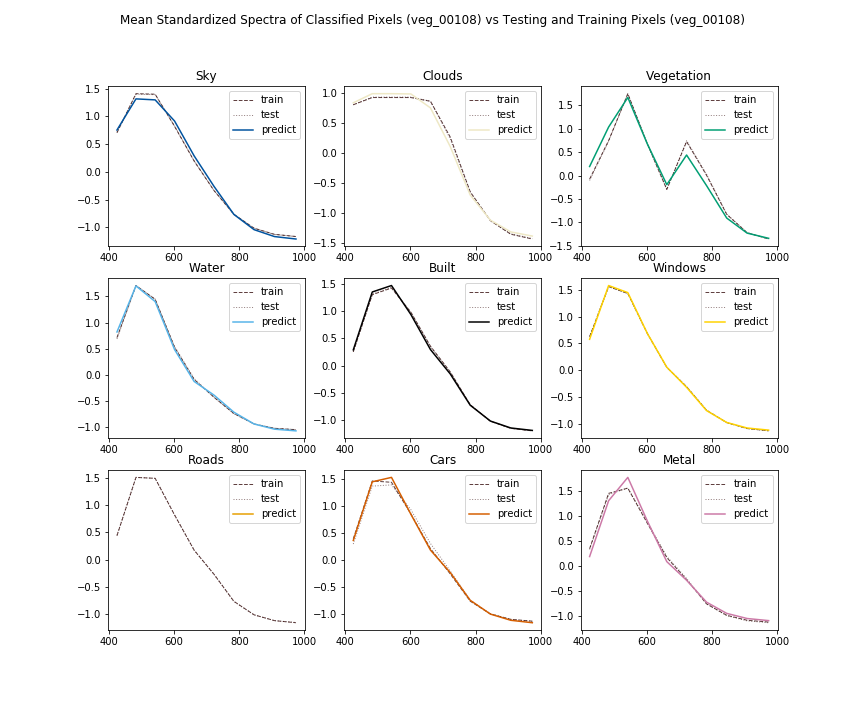 Mean Standardized Spectra of Classified Pixels (veg_00108) vs Testing and Training Pixels (veg_00108)
Sky
1.5
1.0
0.5
0.0
−0.5
−1.0
400 600 800 1000
train
test
predict
Clouds
1.0
0.5
0.0
−0.5
−1.0
−1.5
400 600 800 1000
train
test
predict
Vegetation
1.5
1.0
0.5
0.0
−0.5
−1.0
−1.5
400 600 800 1000
train
test
predict
Water
1.5
1.0
0.5
0.0
−0.5
−1.0
400 600 800 1000
train
test
predict
Built
1.5
1.0
0.5
0.0
−0.5
−1.0
400 600 800 1000
train
test
predict
Windows
1.5
1.0
0.5
0.0
−0.5
−1.0
400 600 800 1000
train
test
predict
Roads
1.5
1.0
0.5
0.0
−0.5
−1.0
400 600 800 1000
train
test
predict
Cars
1.5
1.0
0.5
0.0
−0.5
−1.0
400 600 800 1000
train
test
predict
Metal
1.5
1.0
0.5
0.0
−0.5
−1.0
400 600 800 1000
train
test
predict